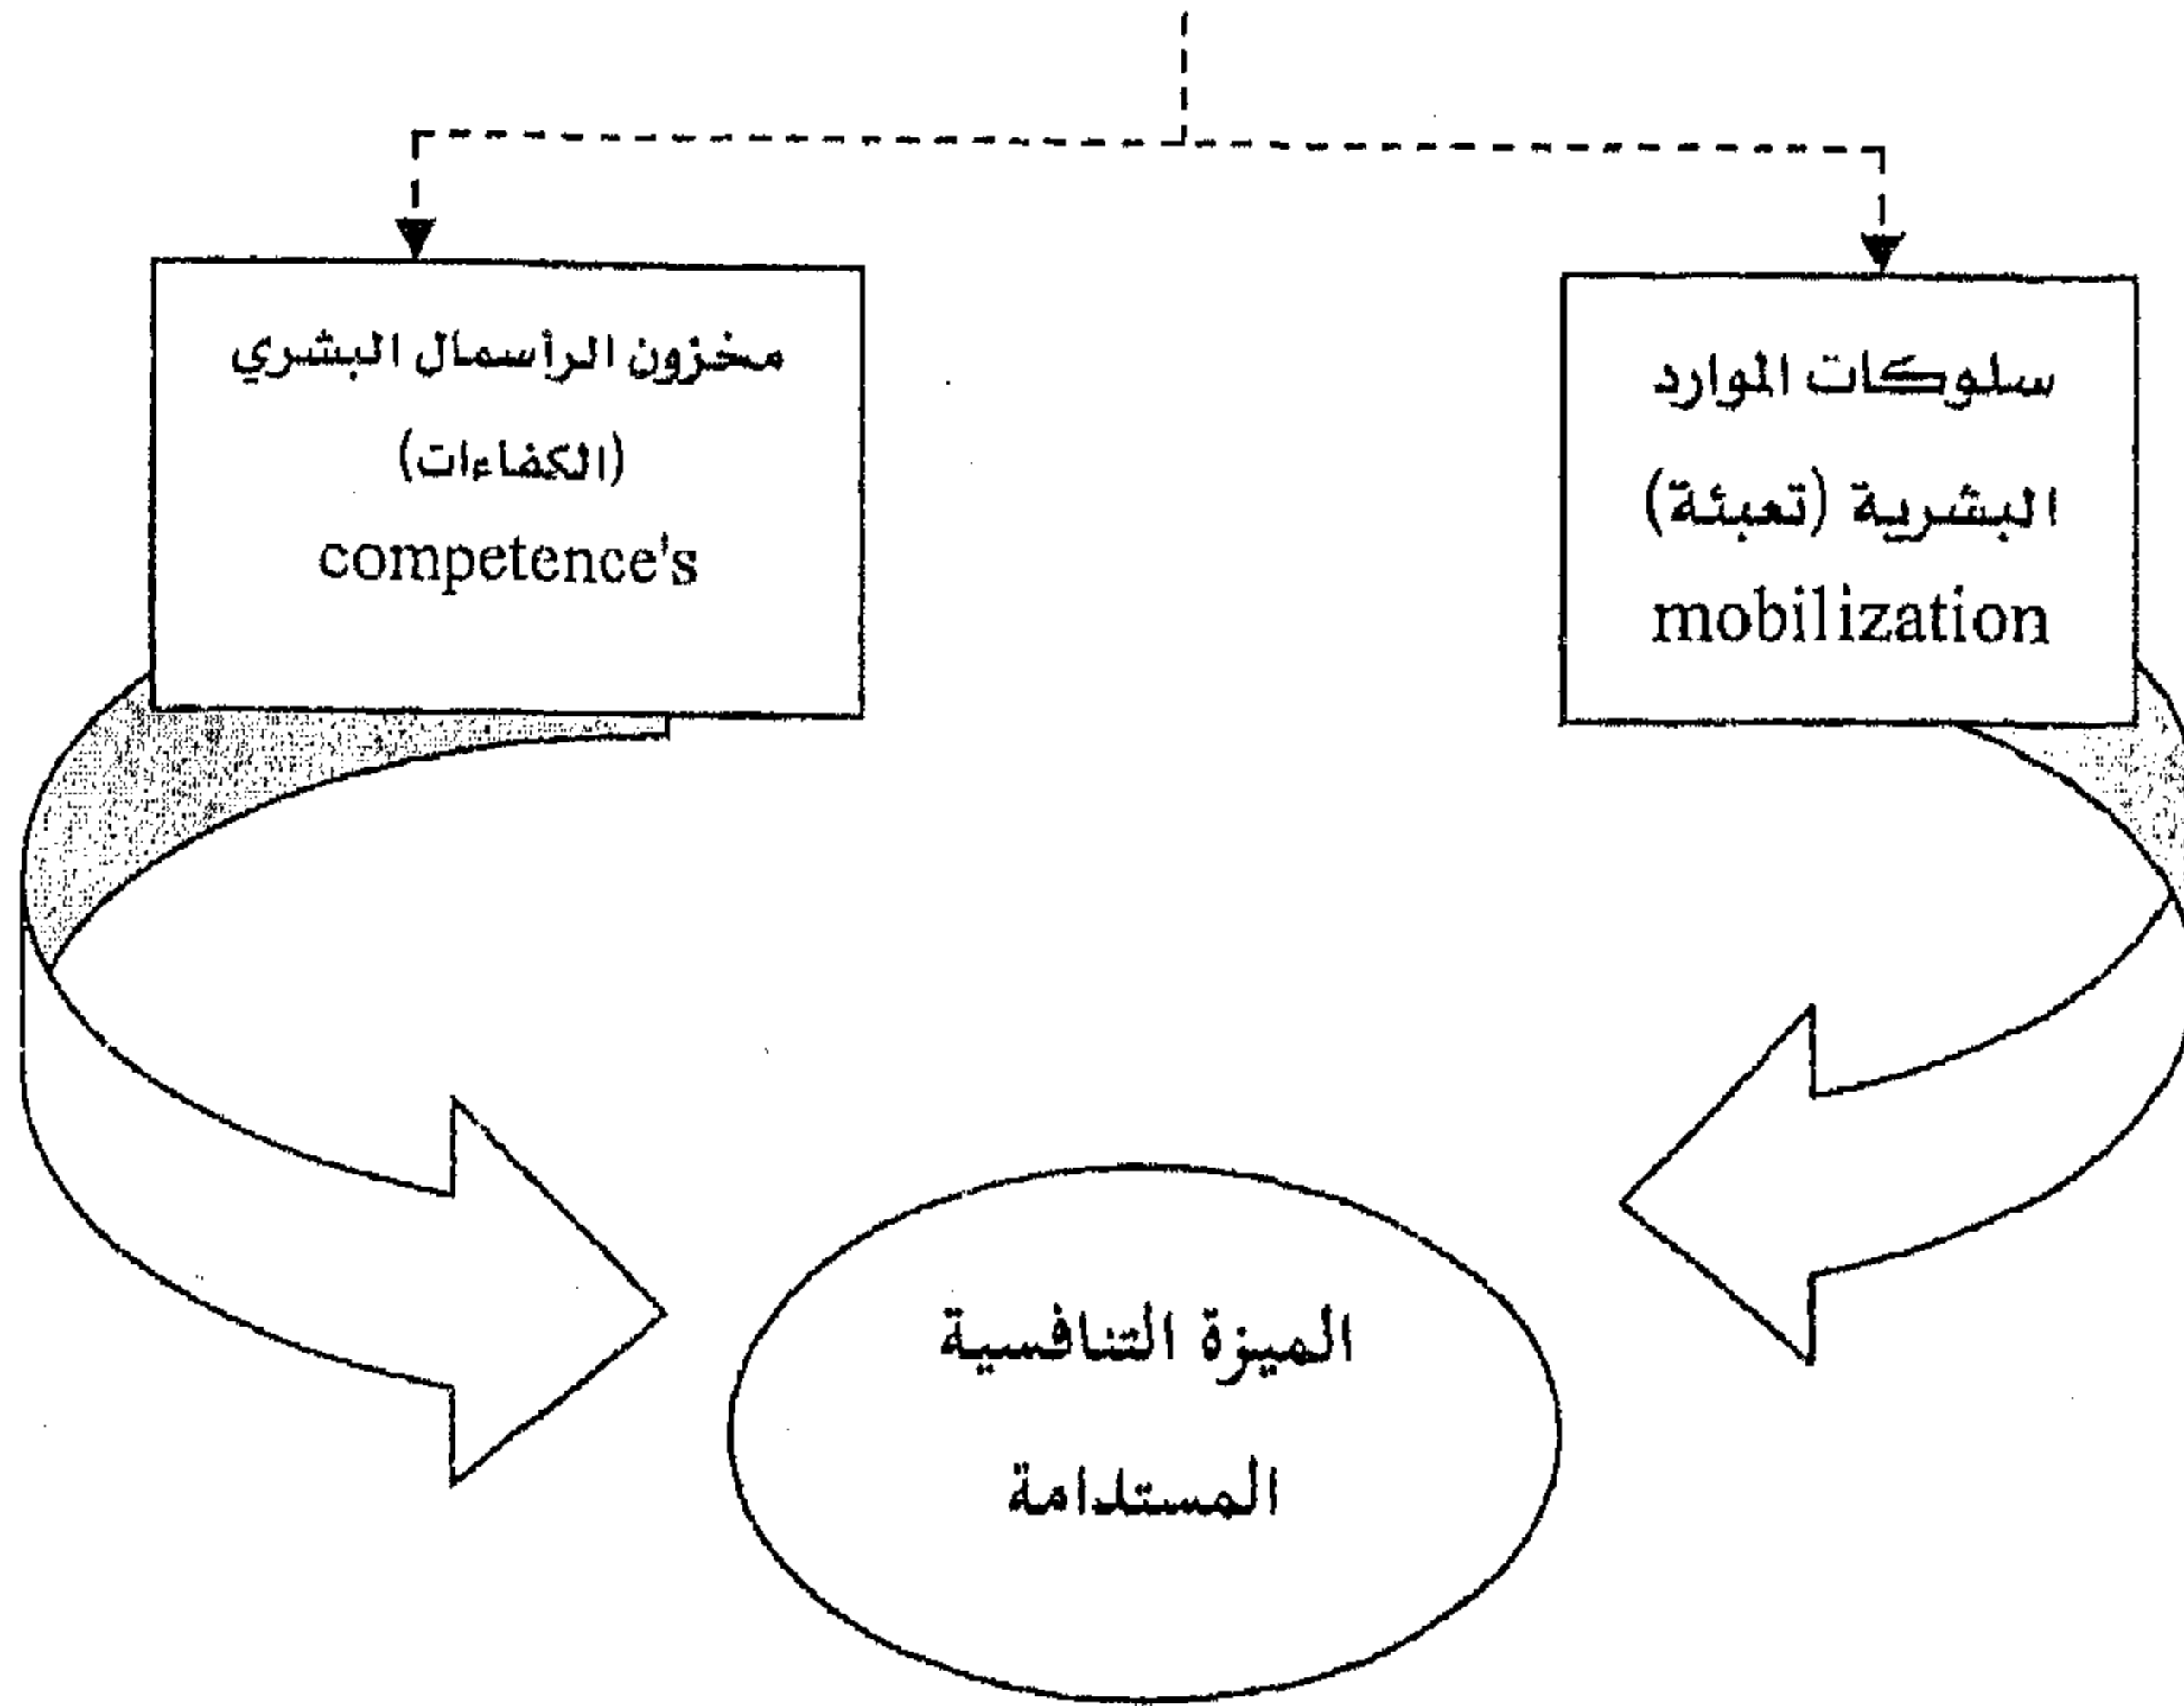 سلوكات الموارد
البشرية (تعبئة)
mobilization
مخزون الرأسمال البشري
(الكفاءات)
competence's
الميزة التنافسية
المستدامة